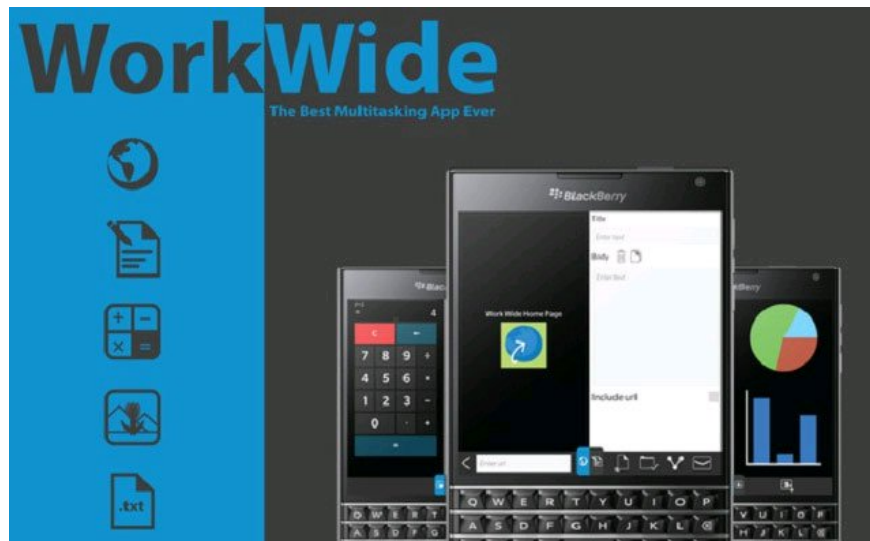 WorkWide
The Best Multitasking App Ever
.txt
BlackBerry
Title
Enter text
Body
Enter text
Work Wide Home Page
Include url
Enter url
Q W E R T Y U I O P
A S D F G H J K L
4
C
7 8 9 ÷
4 5 6
1 2 3 -
0 . +
=
Q W E R T
A S D F G
V U I O P